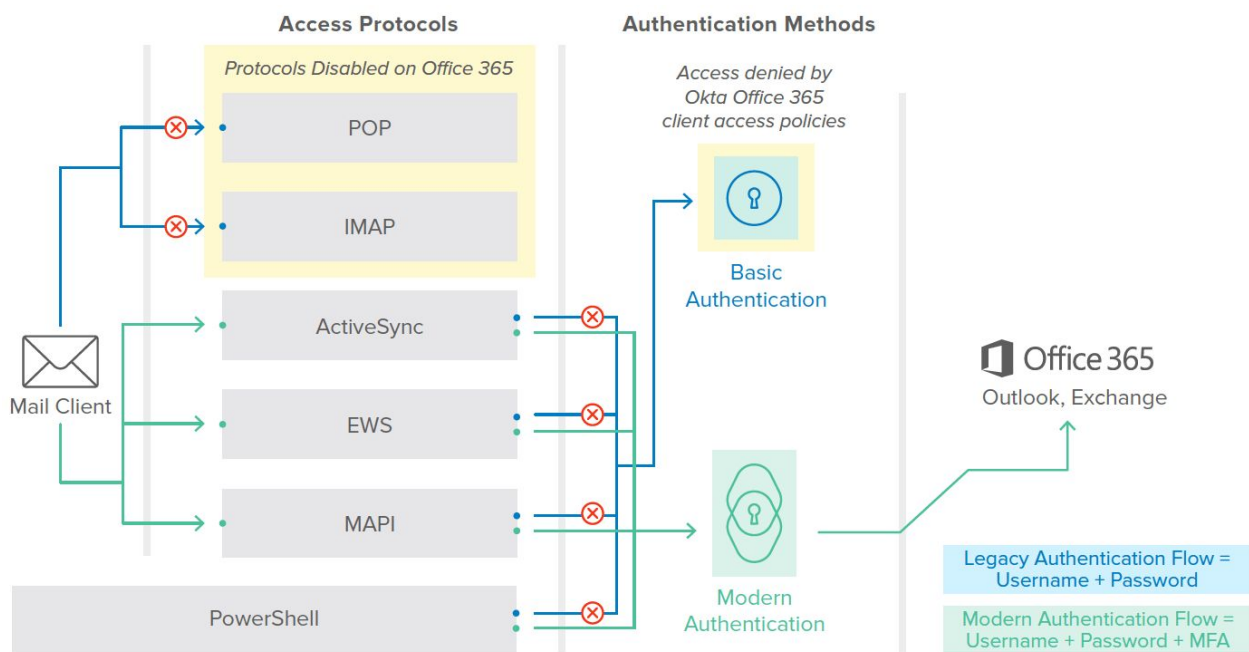 Access Protocols
Authentication Methods
Protocols Disabled on Office 365
POP
IMAP
ActiveSync
EWS
MAPI
PowerShell
Mail Client
Access denied by
Okta Office 365
client access policies
Basic
Authentication
Modern
Authentication
Office 365
Outlook, Exchange
Legacy Authentication Flow =
Username + Password
Modern Authentication Flow =
Username + Password + MFA